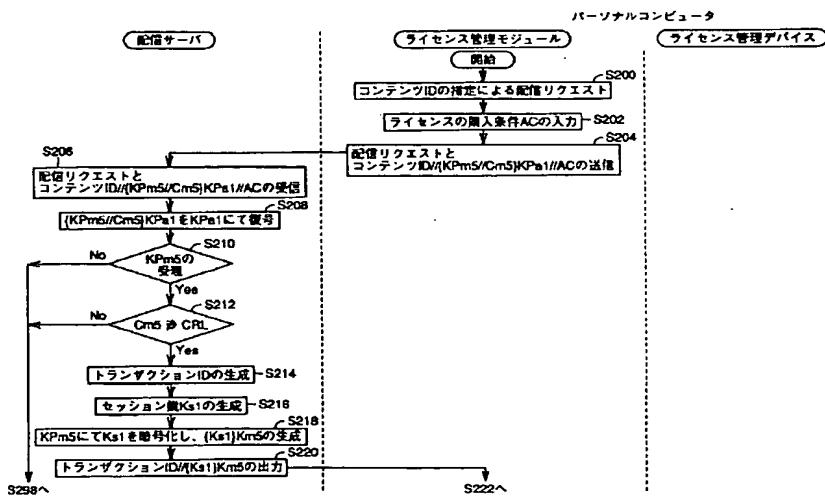 パーソナルコンピュータ
配信サーバ
ライセンス管理モジュール
ライセンス管理デバイス
開始
S200
コンテンツIDの指定による配信リクエスト
S202
ライセンスの購入条件ACの入力
S204
配信リクエストと
コンテンツID//{KPm5//Cm5}KPa1//ACの送信
S206
配信リクエストと
コンテンツID//{KPm5//Cm5}KPa1//ACの受信
S208
{KPm5//Cm5}KPa1をKPa1にて復号
S210
KPm5の
受理
No
Yes
S212
Cm5 ∌ CRL
No
Yes
トランザクションIDの生成
S214
セッション鍵Ks1の生成
S216
S218
KPm5にてKs1を暗号化し、{Ks1}Km5の生成
S220
トランザクションID//{Ks1}Km5の出力
S298へ
S222へ